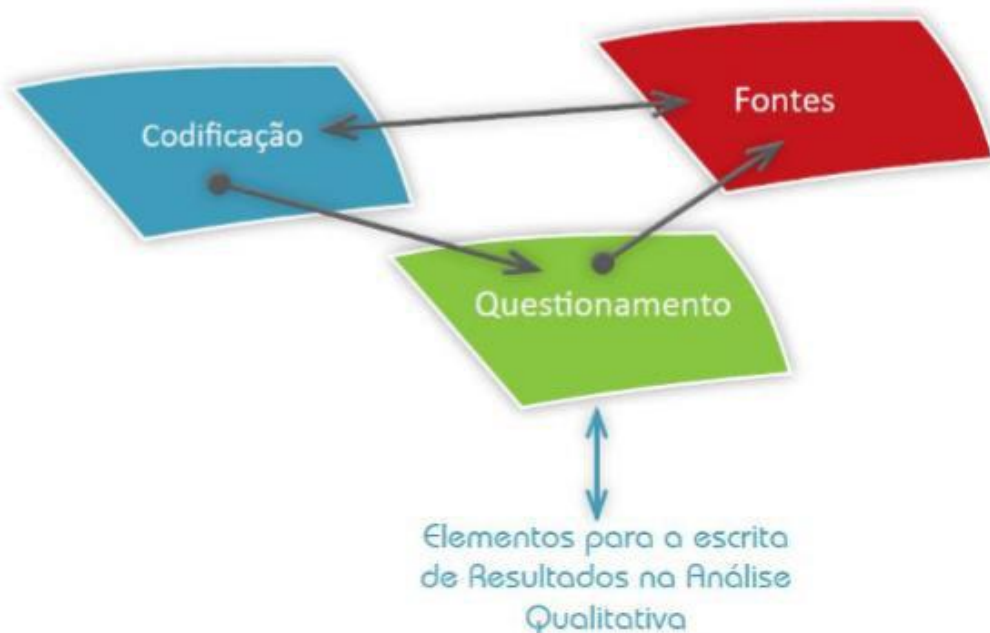 Codificação
Fontes
Questionamento
Elementos para a escrita
de Resultados na Análise
Qualitativa